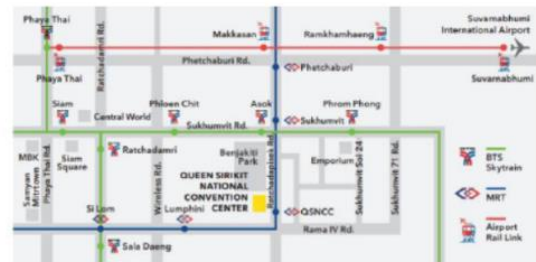 Phaya Thai
Ratchadamri Rd.
Makkasan
Ramkhamhaeng
Suvarnabhumi
International Airport
Phetchaburi Rd.
Phetchaburi
Phaya Thai
Suvarnabhumi
Siam
Central World
Phloen Chit
Asok
Phrom Phong
Sukhumvit Rd.
Sukhumvit
MBK
Samyan
Mitrtown
Phaya Thai Rd.
Siam
Square
Ratchadamri
Wireless Rd.
Benjakiti
Park
Ratchadapisek Rd.
Emporium
Sukhumvit Soi 24
Sukhumvit 71 Rd.
QUEEN SIRIKIT
NATIONAL
CONVENTION
CENTER
Si Lom
Lumphini
QSNCC
Rama IV Rd.
Sala Daeng
BTS
Skytrain
MRT
Airport
Rail Link